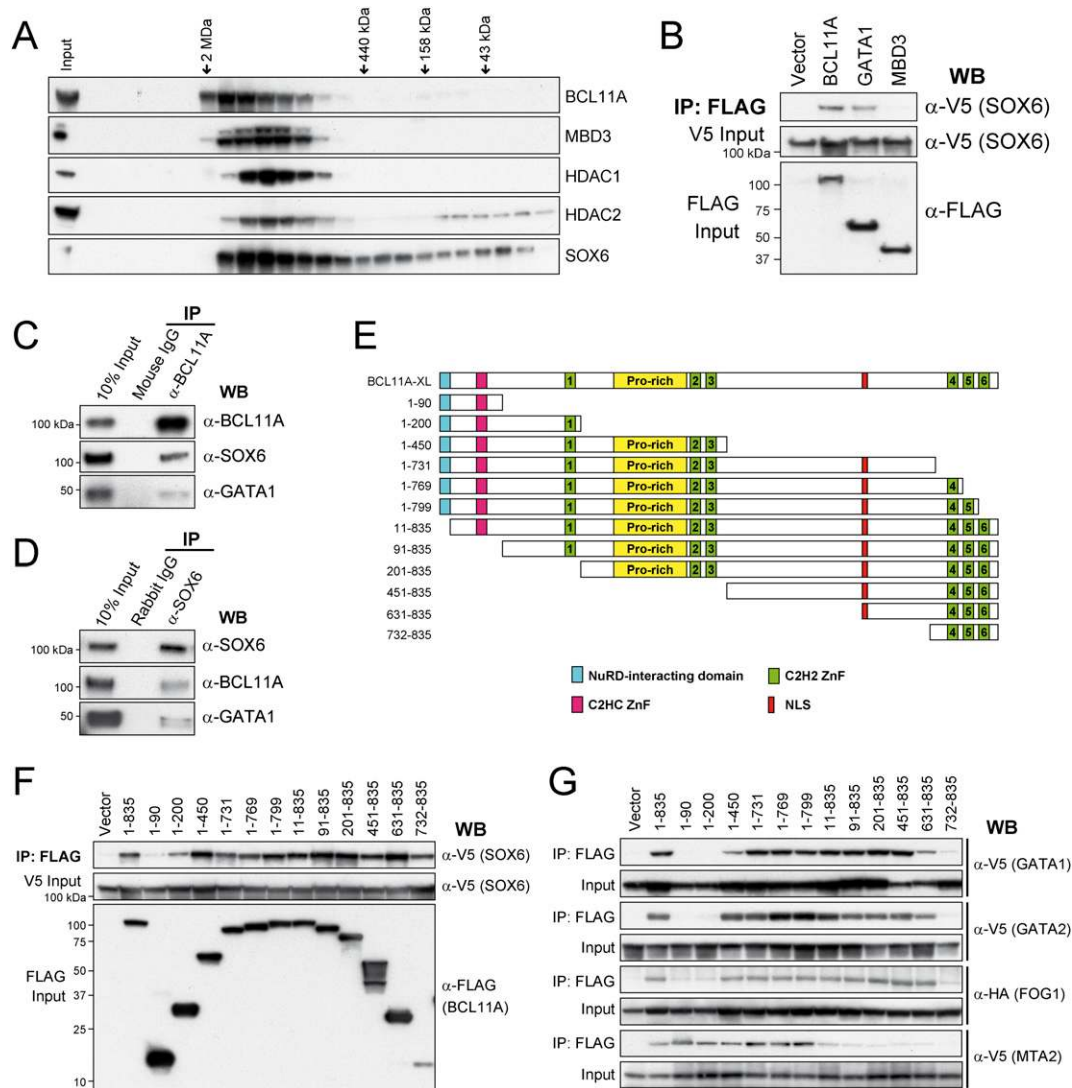 A
Input
2 MDa
440 kDa
158 kDa
43 kDa
BCL11A
MBD3
HDAC1
HDAC2
SOX6
B
Vector
BCL11A
GATA1
MBD3
WB
IP: FLAG
α-V5 (SOX6)
V5 Input
α-V5 (SOX6)
100 kDa
FLAG Input
100
75
50
37
α-FLAG
C
10% Input
Mouse IgG
α-BCL11A
IP
WB
100 kDa
α-BCL11A
100
α-SOX6
50
α-GATA1
D
10% Input
Rabbit IgG
α-SOX6
IP
WB
100 kDa
α-SOX6
100
α-BCL11A
50
α-GATA1
E
BCL11A-XL
1 Pro-rich 2 3 4 5 6
1-90
1-200
1
1-450
1 Pro-rich 2 3
1-731
1 Pro-rich 2 3
1-769
1 Pro-rich 2 3 4
1-799
1 Pro-rich 2 3 4 5
11-835
1 Pro-rich 2 3 4 5 6
91-835
1 Pro-rich 2 3 4 5 6
201-835
Pro-rich 2 3 4 5 6
451-835
4 5 6
631-835
4 5 6
732-835
4 5 6
NuRD-interacting domain
C2H2 ZnF
C2HC ZnF
NLS
F
Vector
1-835
1-90
1-200
1-450
1-731
1-769
1-799
11-835
91-835
201-835
451-835
631-835
732-835
WB
IP: FLAG
α-V5 (SOX6)
V5 Input
α-V5 (SOX6)
100 kDa
FLAG Input
100
75
50
37
25
10
α-FLAG (BCL11A)
G
Vector
1-835
1-90
1-200
1-450
1-731
1-769
1-799
11-835
91-835
201-835
451-835
631-835
732-835
WB
IP: FLAG
Input
α-V5 (GATA1)
IP: FLAG
Input
α-V5 (GATA2)
IP: FLAG
Input
α-HA (FOG1)
IP: FLAG
Input
α-V5 (MTA2)